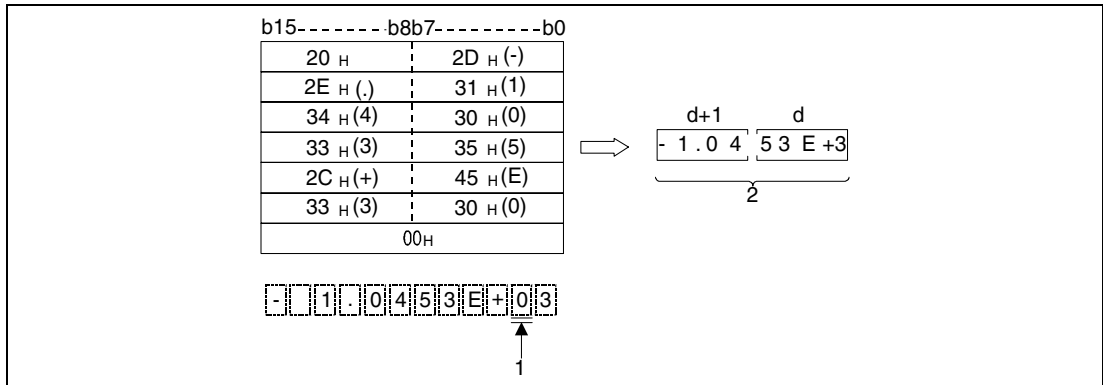 b15-----------b8b7----------b0
20 H 2D H (-)
2E H (.) 31 H (1)
34 H (4) 30 H (0)
33 H (3) 35 H (5)
2C H (+) 45 H (E)
33 H (3) 30 H (0)
00H
d+1 d
- 1 . 0 4 5 3 E +3
2
- 1 . 0 4 5 3 E + 0 3
1